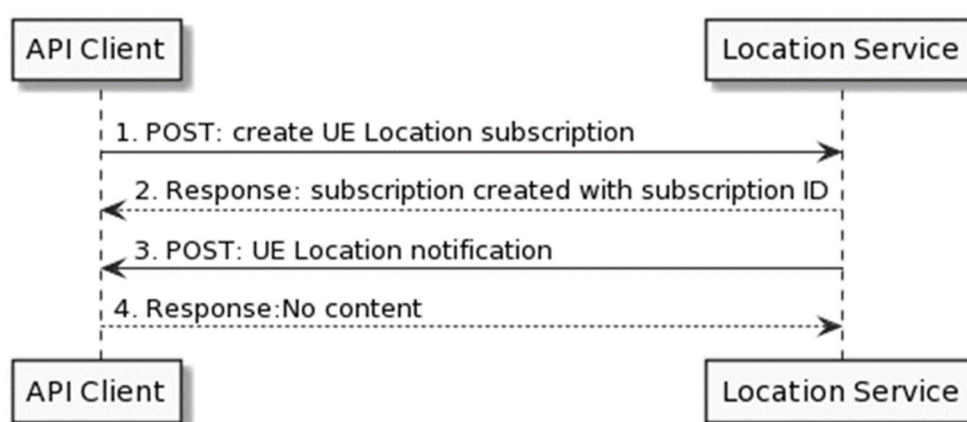 API Client
Location Service
1. POST: create UE Location subscription
2. Response: subscription created with subscription ID
3. POST: UE Location notification
4. Response:No content
API Client
Location Service